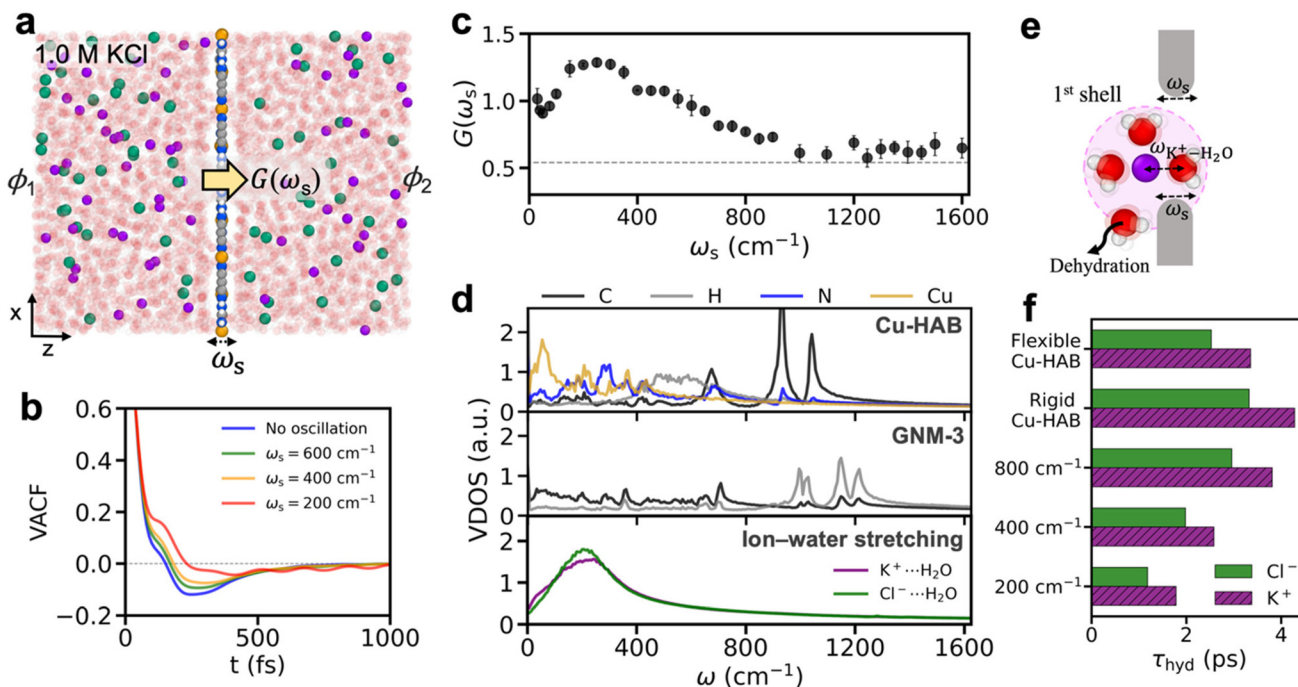 a
1.0 M KCl
ϕ₁
G(ωₛ)
ϕ₂
x
z
ωₛ
b
VACF
0.6
0.4
0.2
0.0
−0.2
No oscillation
ωₛ = 600 cm⁻¹
ωₛ = 400 cm⁻¹
ωₛ = 200 cm⁻¹
0
500
1000
t (fs)
c
G(ωₛ)
1.5
1.0
0.5
0
400
800
1200
1600
ωₛ (cm⁻¹)
d
C
H
N
Cu
VDOS (a.u.)
Cu-HAB
2
1
0
GNM-3
2
1
0
Ion–water stretching
K⁺⋯H₂O
Cl⁻⋯H₂O
2
1
0
0
400
800
1200
1600
ω (cm⁻¹)
e
1ˢᵗ shell
ωₛ
ω_K⁺−H₂O
ωₛ
Dehydration
f
Flexible
Cu-HAB
Rigid
Cu-HAB
800 cm⁻¹
400 cm⁻¹
200 cm⁻¹
Cl⁻
K⁺
0
2
4
τ_hyd (ps)